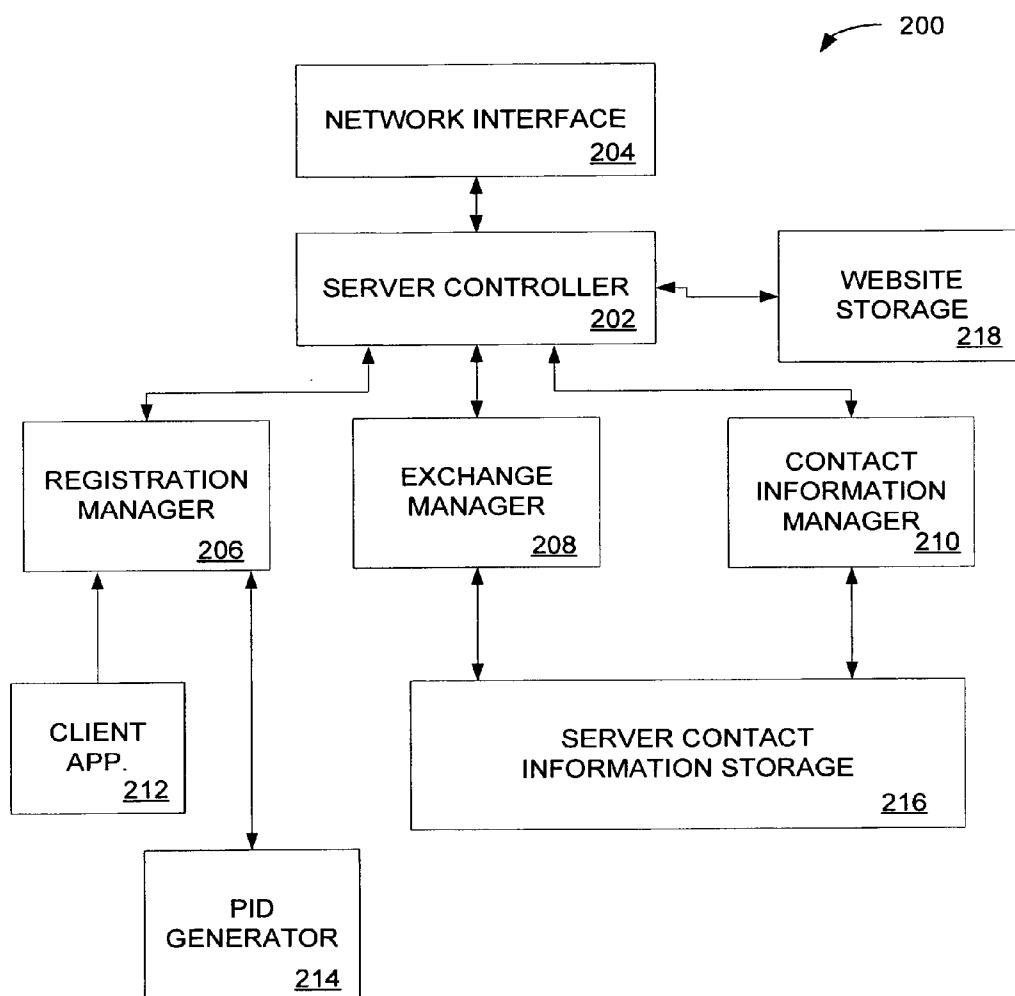 200
NETWORK INTERFACE
204
SERVER CONTROLLER
202
WEBSITE
STORAGE
218
REGISTRATION
MANAGER
206
EXCHANGE
MANAGER
208
CONTACT
INFORMATION
MANAGER
210
CLIENT
APP.
212
SERVER CONTACT
INFORMATION STORAGE
216
PID
GENERATOR
214